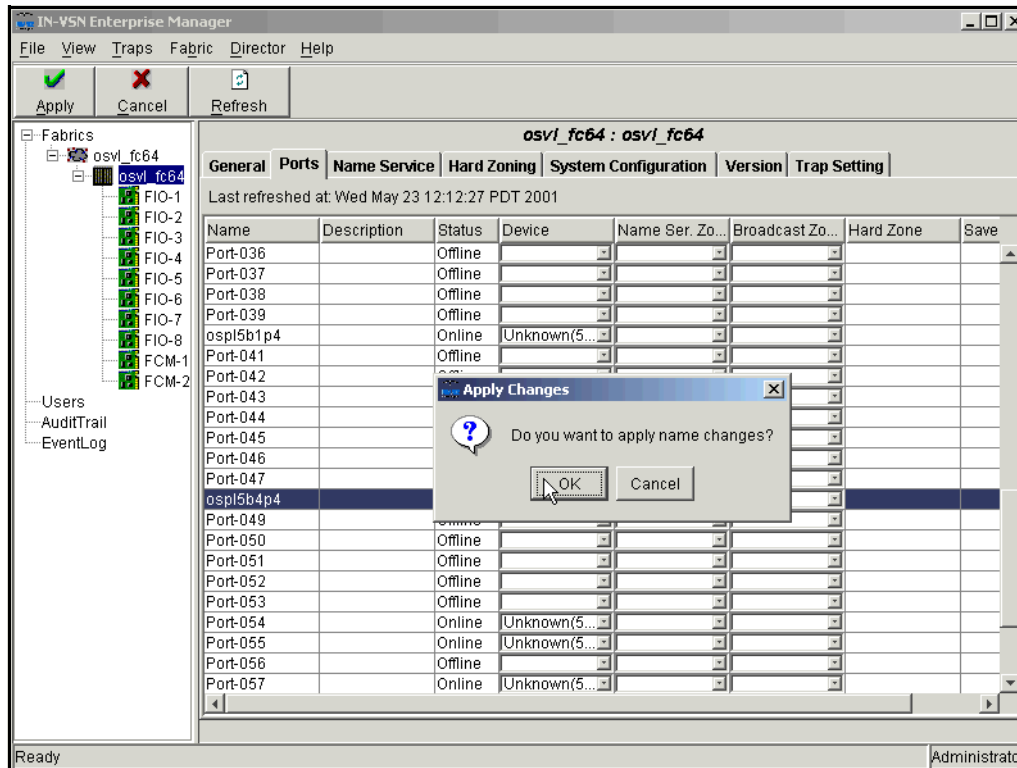 IN-VSN Enterprise Manager
File View Traps Fabric Director Help
Apply Cancel Refresh
Fabrics
osvl_fc64
osvl_fc64
FIO-1
FIO-2
FIO-3
FIO-4
FIO-5
FIO-6
FIO-7
FIO-8
FCM-1
FCM-2
Users
AuditTrail
EventLog
osvl_fc64 : osvl_fc64
General Ports Name Service Hard Zoning System Configuration Version Trap Setting
Last refreshed at: Wed May 23 12:12:27 PDT 2001
Name Description Status Device Name Ser. Zo... Broadcast Zo... Hard Zone Save
Port-036 Offline
Port-037 Offline
Port-038 Offline
Port-039 Offline
ospl5b1p4 Online Unknown(5...
Port-041 Offline
Port-042
Port-043
Port-044
Port-045
Port-046
Port-047
ospl5b4p4
Port-049
Port-050 Offline
Port-051 Offline
Port-052 Offline
Port-053 Offline
Port-054 Online Unknown(5...
Port-055 Online Unknown(5...
Port-056 Offline
Port-057 Online Unknown(5...
Apply Changes
Do you want to apply name changes?
OK Cancel
Ready Administrato